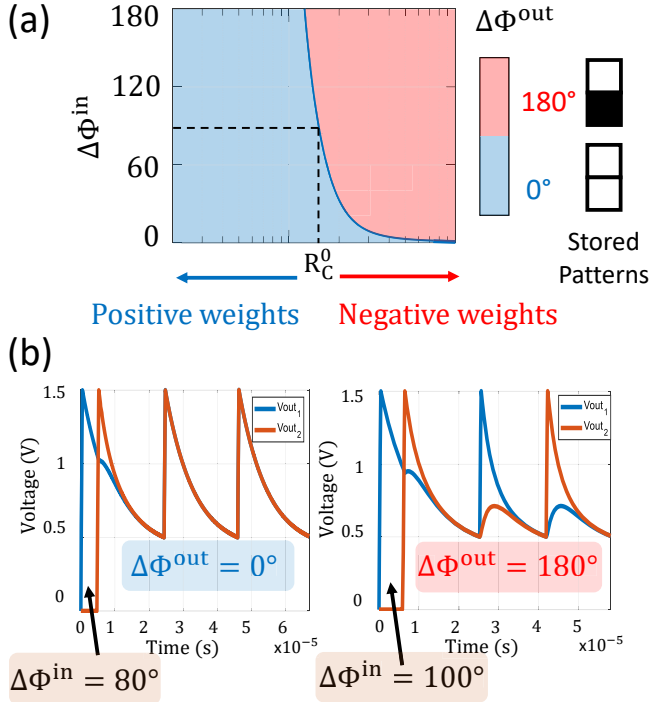 (a)
180
120
60
0
ΔΦ^in
R_C^0
Positive weights
Negative weights
ΔΦ^out
180°
0°
Stored
Patterns
(b)
1.5
1
0.5
0
Voltage (V)
Vout_1
Vout_2
ΔΦ^out = 0°
0 1 2 3 4 5 6
Time (s)
×10^-5
ΔΦ^in = 80°
1.5
1
0.5
0
Voltage (V)
Vout_1
Vout_2
ΔΦ^out = 180°
0 1 2 3 4 5
Time (s)
×10^-5
ΔΦ^in = 100°